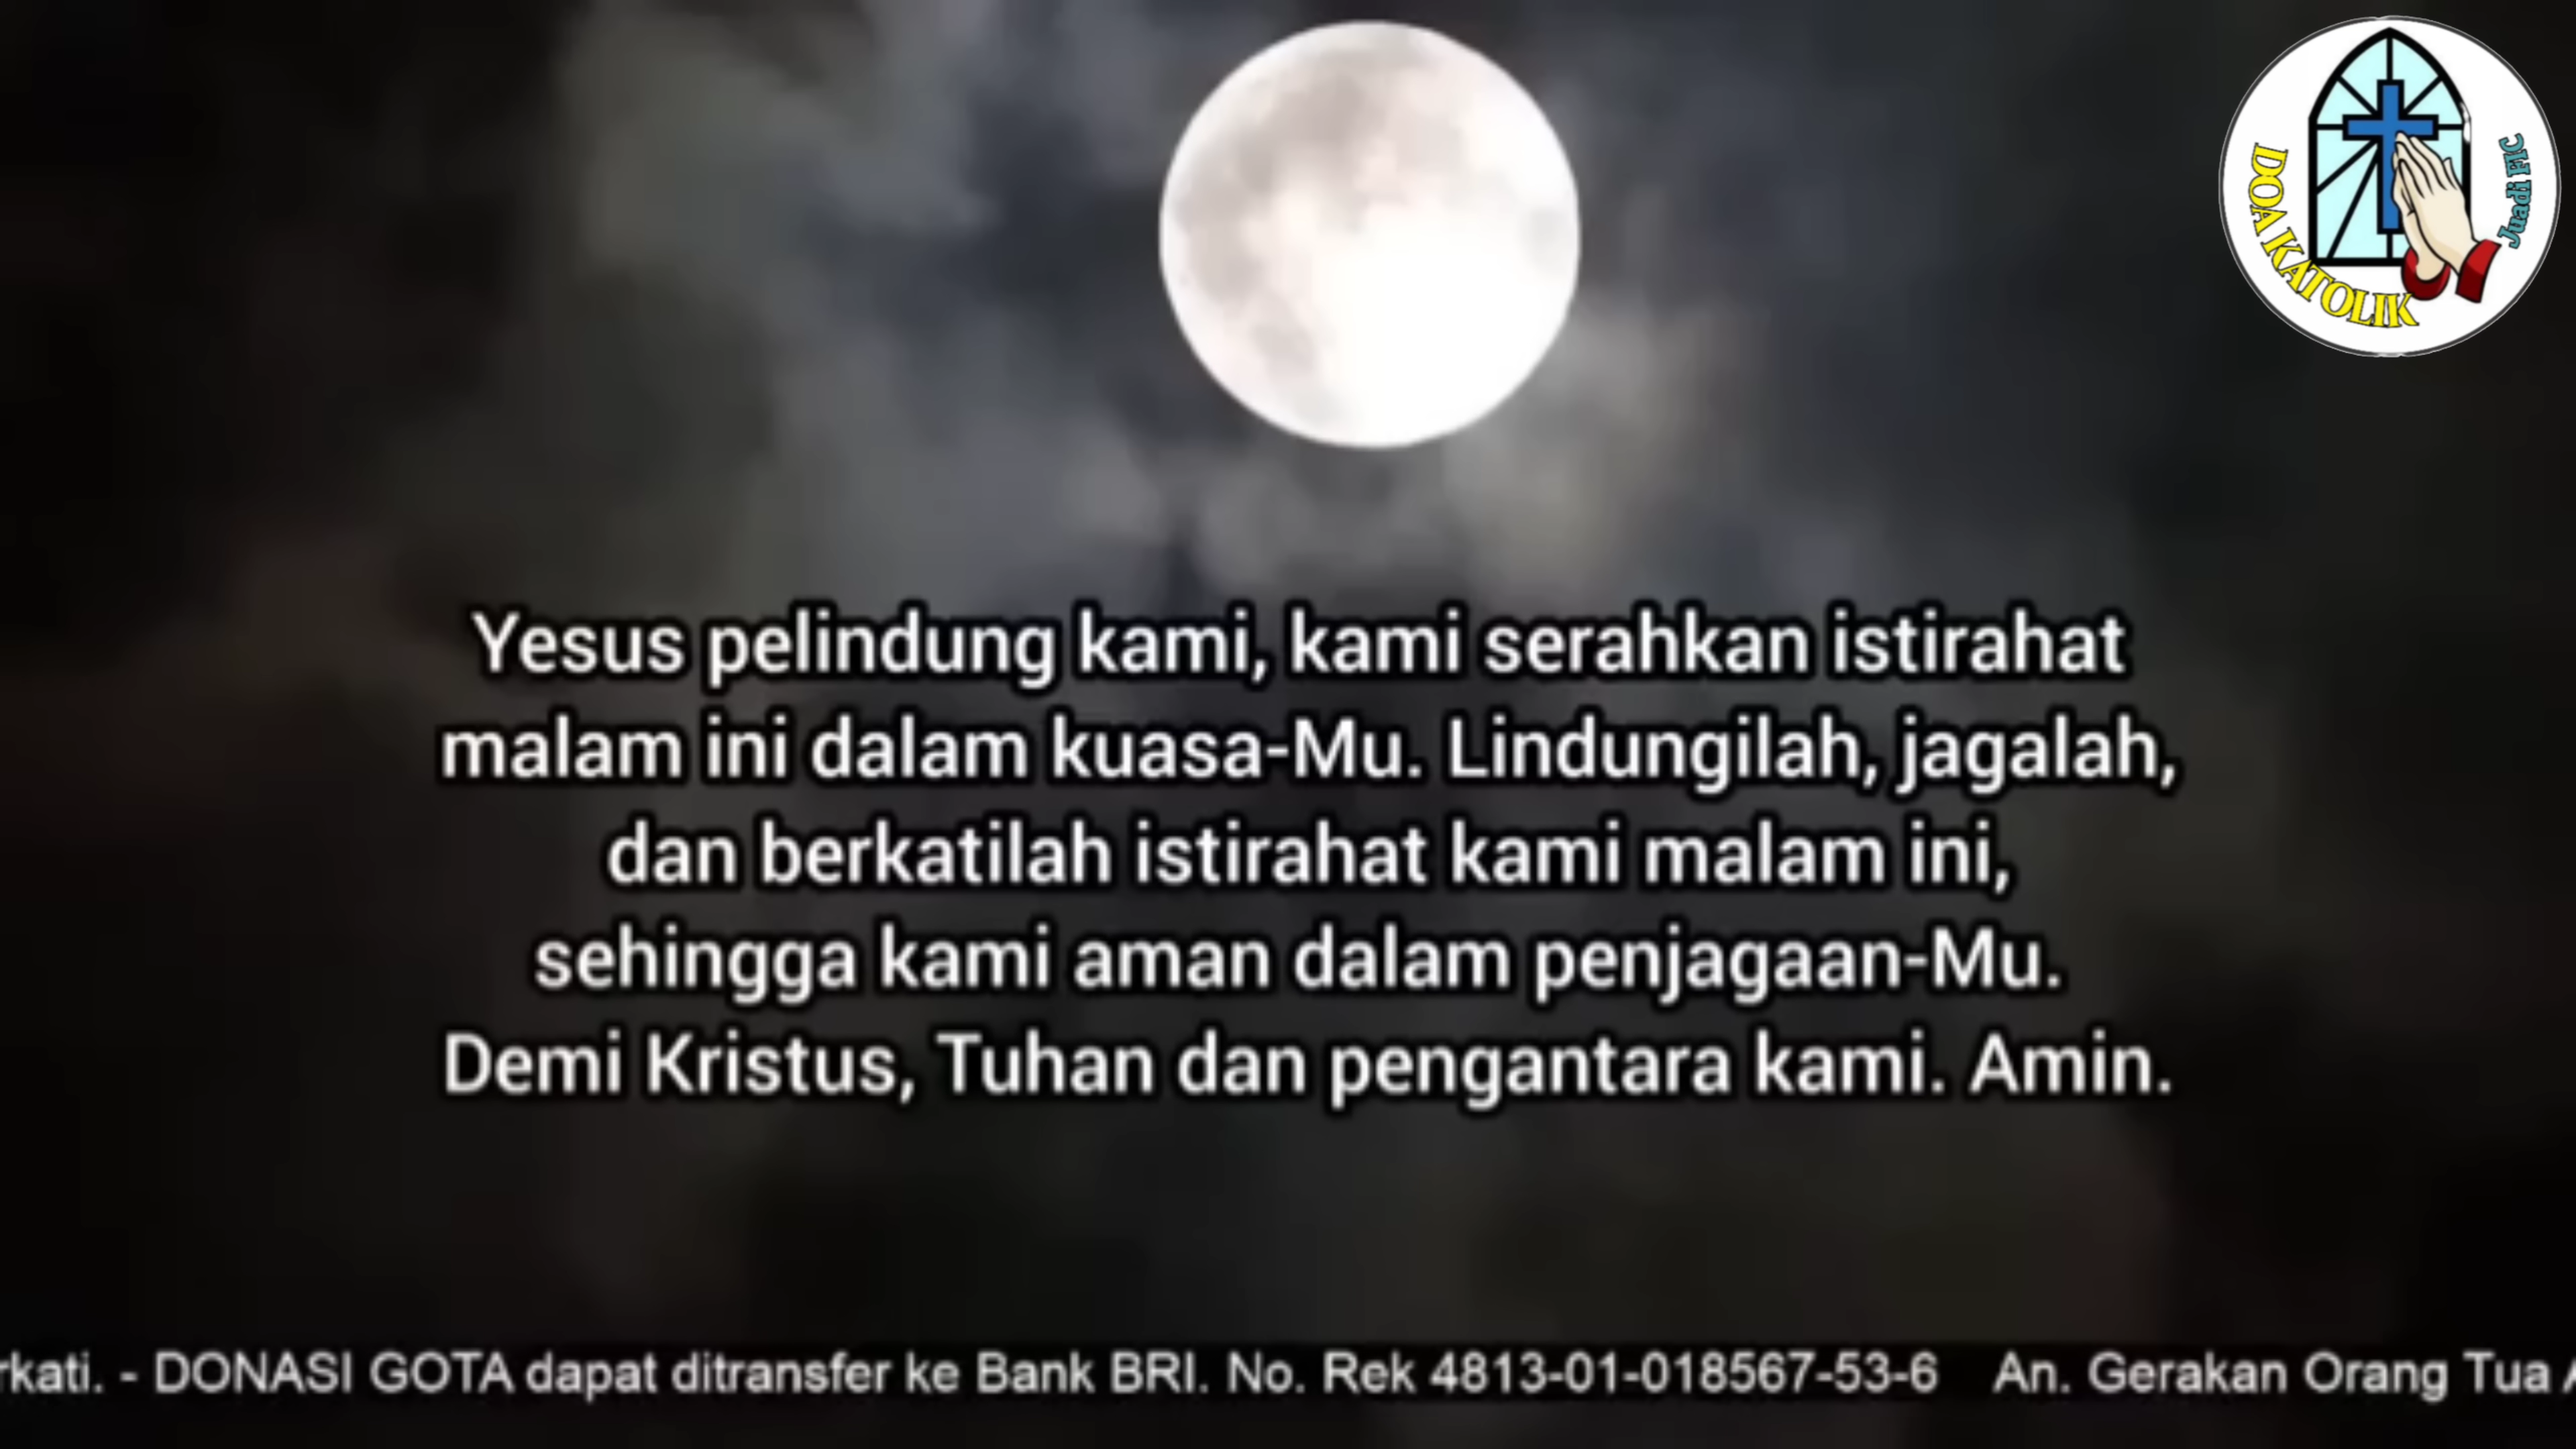 DOA KATOLIK
Juadi FIC
Yesus pelindung kami, kami serahkan istirahat
malam ini dalam kuasa-Mu. Lindungilah, jagalah,
dan berkatilah istirahat kami malam ini,
sehingga kami aman dalam penjagaan-Mu.
Demi Kristus, Tuhan dan pengantara kami. Amin.
rkati. - DONASI GOTA dapat ditransfer ke Bank BRI. No. Rek 4813-01-018567-53-6 An. Gerakan Orang Tua A